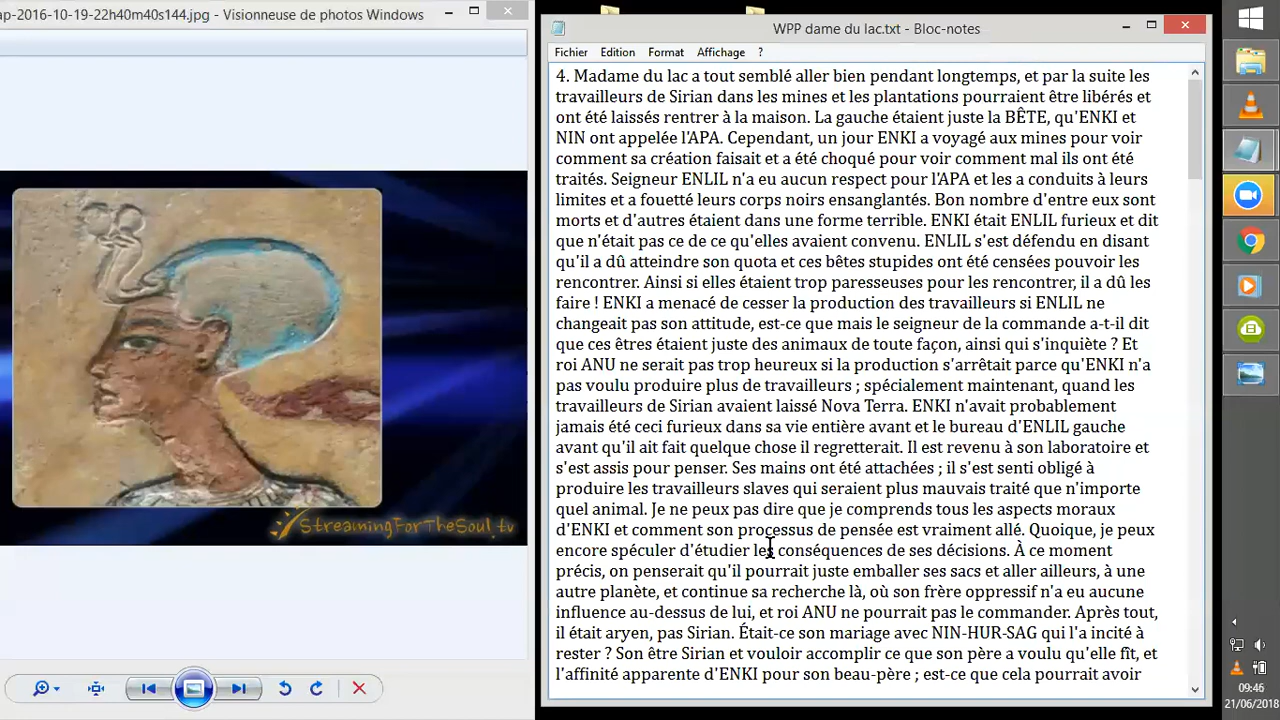 ap-2016-10-19-22h40m40s144.jpg - Visionneuse de photos Windows
StreamingForTheSoul.tv
WPP dame du lac.txt - Bloc-notes
Fichier Edition Format Affichage ?
4. Madame du lac a tout semblé aller bien pendant longtemps, et par la suite les
travailleurs de Sirian dans les mines et les plantations pourraient être libérés et
ont été laissés rentrer à la maison. La gauche étaient juste la BÊTE, qu'ENKI et
NIN ont appelée l'APA. Cependant, un jour ENKI a voyagé aux mines pour voir
comment sa création faisait et a été choqué pour voir comment mal ils ont été
traités. Seigneur ENLIL n'a eu aucun respect pour l'APA et les a conduits à leurs
limites et a fouetté leurs corps noirs ensanglantés. Bon nombre d'entre eux sont
morts et d'autres étaient dans une forme terrible. ENKI était ENLIL furieux et dit
que n'était pas ce de ce qu'elles avaient convenu. ENLIL s'est défendu en disant
qu'il a dû atteindre son quota et ces bêtes stupides ont été censées pouvoir les
rencontrer. Ainsi si elles étaient trop paresseuses pour les rencontrer, il a dû les
faire ! ENKI a menacé de cesser la production des travailleurs si ENLIL ne
changeait pas son attitude, est-ce que mais le seigneur de la commande a-t-il dit
que ces êtres étaient juste des animaux de toute façon, ainsi qui s'inquiète ? Et
roi ANU ne serait pas trop heureux si la production s'arrêtait parce qu'ENKI n'a
pas voulu produire plus de travailleurs ; spécialement maintenant, quand les
travailleurs de Sirian avaient laissé Nova Terra. ENKI n'avait probablement
jamais été ceci furieux dans sa vie entière avant et le bureau d'ENLIL gauche
avant qu'il ait fait quelque chose il regretterait. Il est revenu à son laboratoire et
s'est assis pour penser. Ses mains ont été attachées ; il s'est senti obligé à
produire les travailleurs slaves qui seraient plus mauvais traité que n'importe
quel animal. Je ne peux pas dire que je comprends tous les aspects moraux
d'ENKI et comment son processus de pensée est vraiment allé. Quoique, je peux
encore spéculer d'étudier les conséquences de ses décisions. À ce moment
précis, on penserait qu'il pourrait juste emballer ses sacs et aller ailleurs, à une
autre planète, et continue sa recherche là, où son frère oppressif n'a eu aucune
influence au-dessus de lui, et roi ANU ne pourrait pas le commander. Après tout,
il était aryen, pas Sirian. Était-ce son mariage avec NIN-HUR-SAG qui l'a incité à
rester ? Son être Sirian et vouloir accomplir ce que son père a voulu qu'elle fît, et
l'affinité apparente d'ENKI pour son beau-père ; est-ce que cela pourrait avoir
09:46
21/06/2018